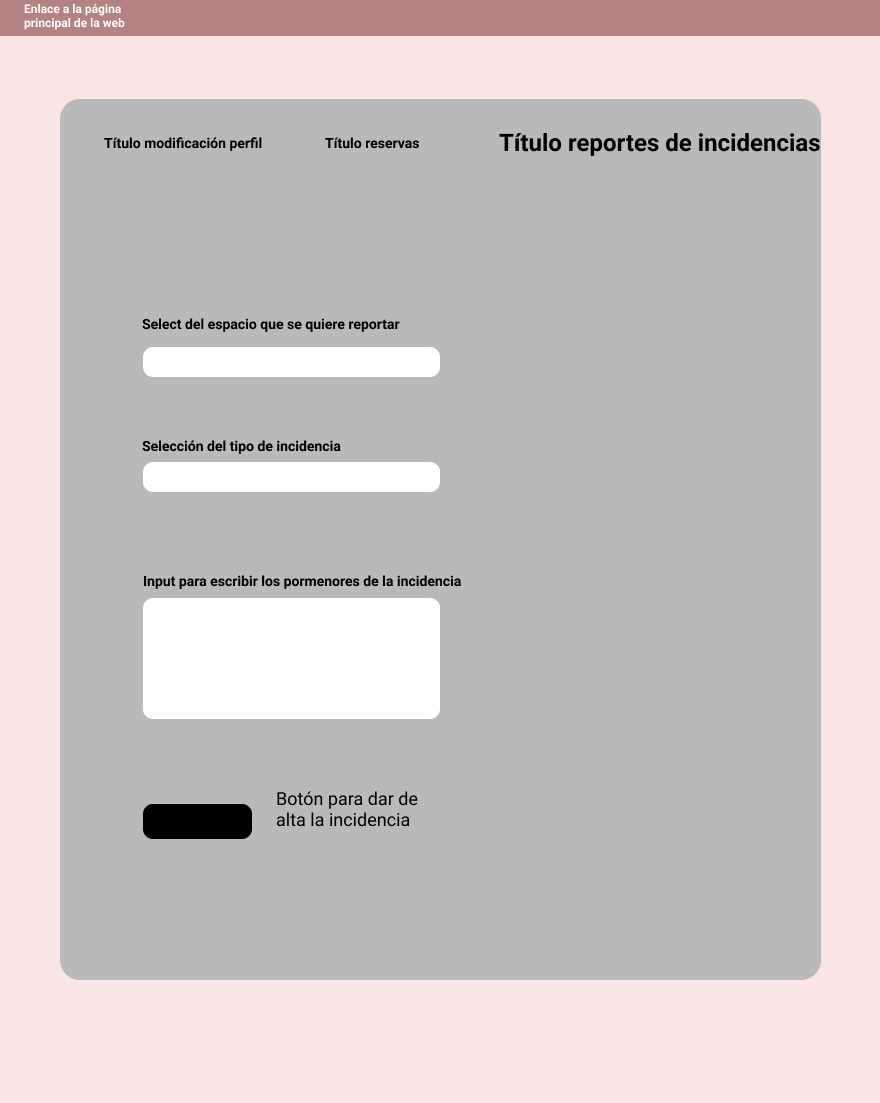 Enlace a la página
principal de la web
Título modificación perfil
Título reservas
Título reportes de incidencias
Select del espacio que se quiere reportar
Selección del tipo de incidencia
Input para escribir los pormenores de la incidencia
Botón para dar de
alta la incidencia